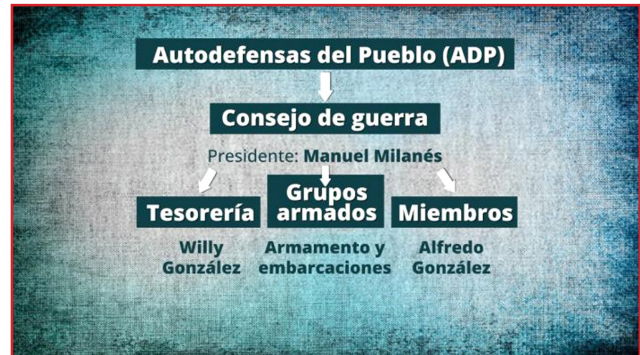 Autodefensas del Pueblo (ADP)
Consejo de guerra
Presidente: Manuel Milanés
Tesorería
Grupos
armados
Miembros
Willy
González
Armamento y
embarcaciones
Alfredo
González